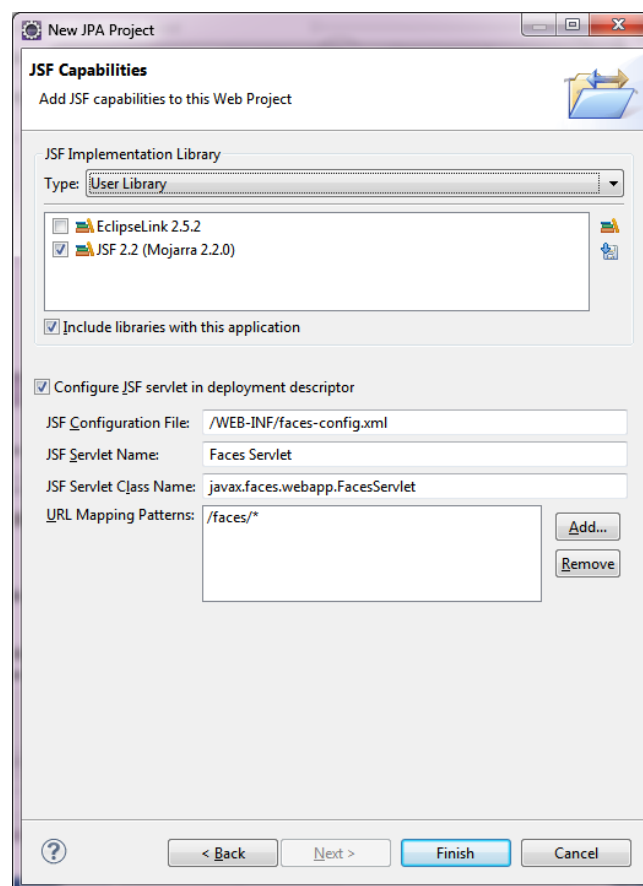 New JPA Project
JSF Capabilities
Add JSF capabilities to this Web Project
JSF Implementation Library
Type: User Library
EclipseLink 2.5.2
JSF 2.2 (Mojarra 2.2.0)
Include libraries with this application
Configure JSF servlet in deployment descriptor
JSF Configuration File: /WEB-INF/faces-config.xml
JSF Servlet Name: Faces Servlet
JSF Servlet Class Name: javax.faces.webapp.FacesServlet
URL Mapping Patterns: /faces/*
Add...
Remove
? < Back Next > Finish Cancel